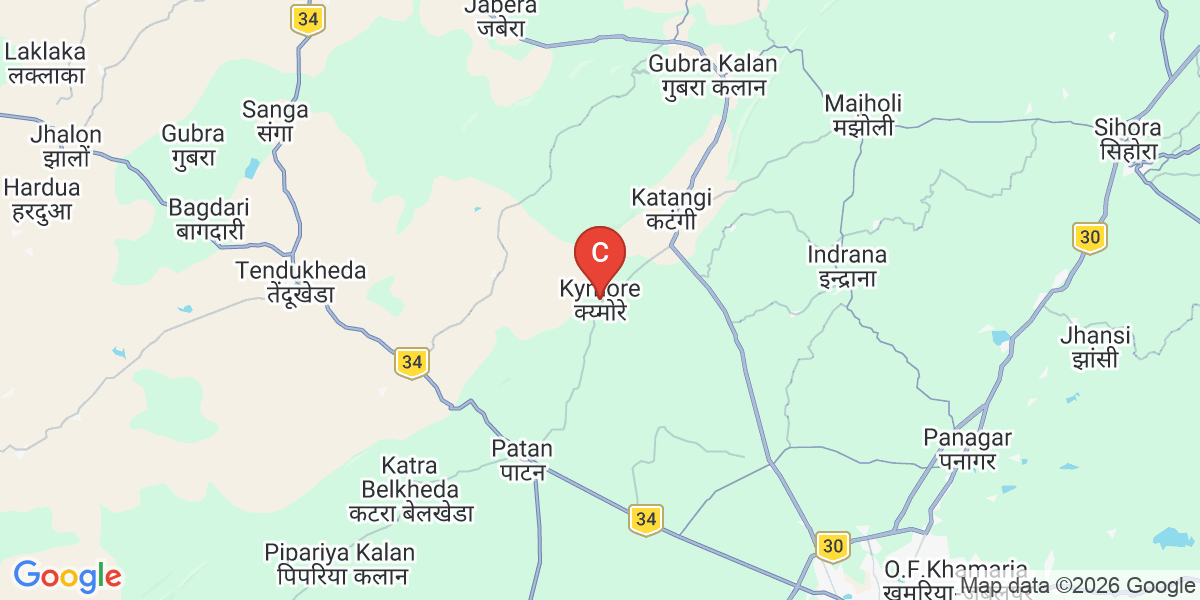 Jabera
जबेरा
34
Laklaka
लक्लाका
Gubra Kalan
गुबरा कलान
Sanga
संगा
Maiholi
मझोली
Jhalon
झालों
Gubra
गुबरा
Sihora
सिहोरा
Hardua
हरदुआ
Katangi
कटंगी
Bagdari
बागदारी
30
Indrana
इन्द्राना
C
Tendukheda
तेंदूखेडा
Kymore
क्य्मोरे
Jhansi
झांसी
34
Panagar
पनागर
Patan
पाटन
Katra
Belkheda
कटरा बेलखेडा
34
30
Pipariya Kalan
पिपरिया कलान
O.F.Khamaria
खमरिया
Google
Map data ©2026 Google